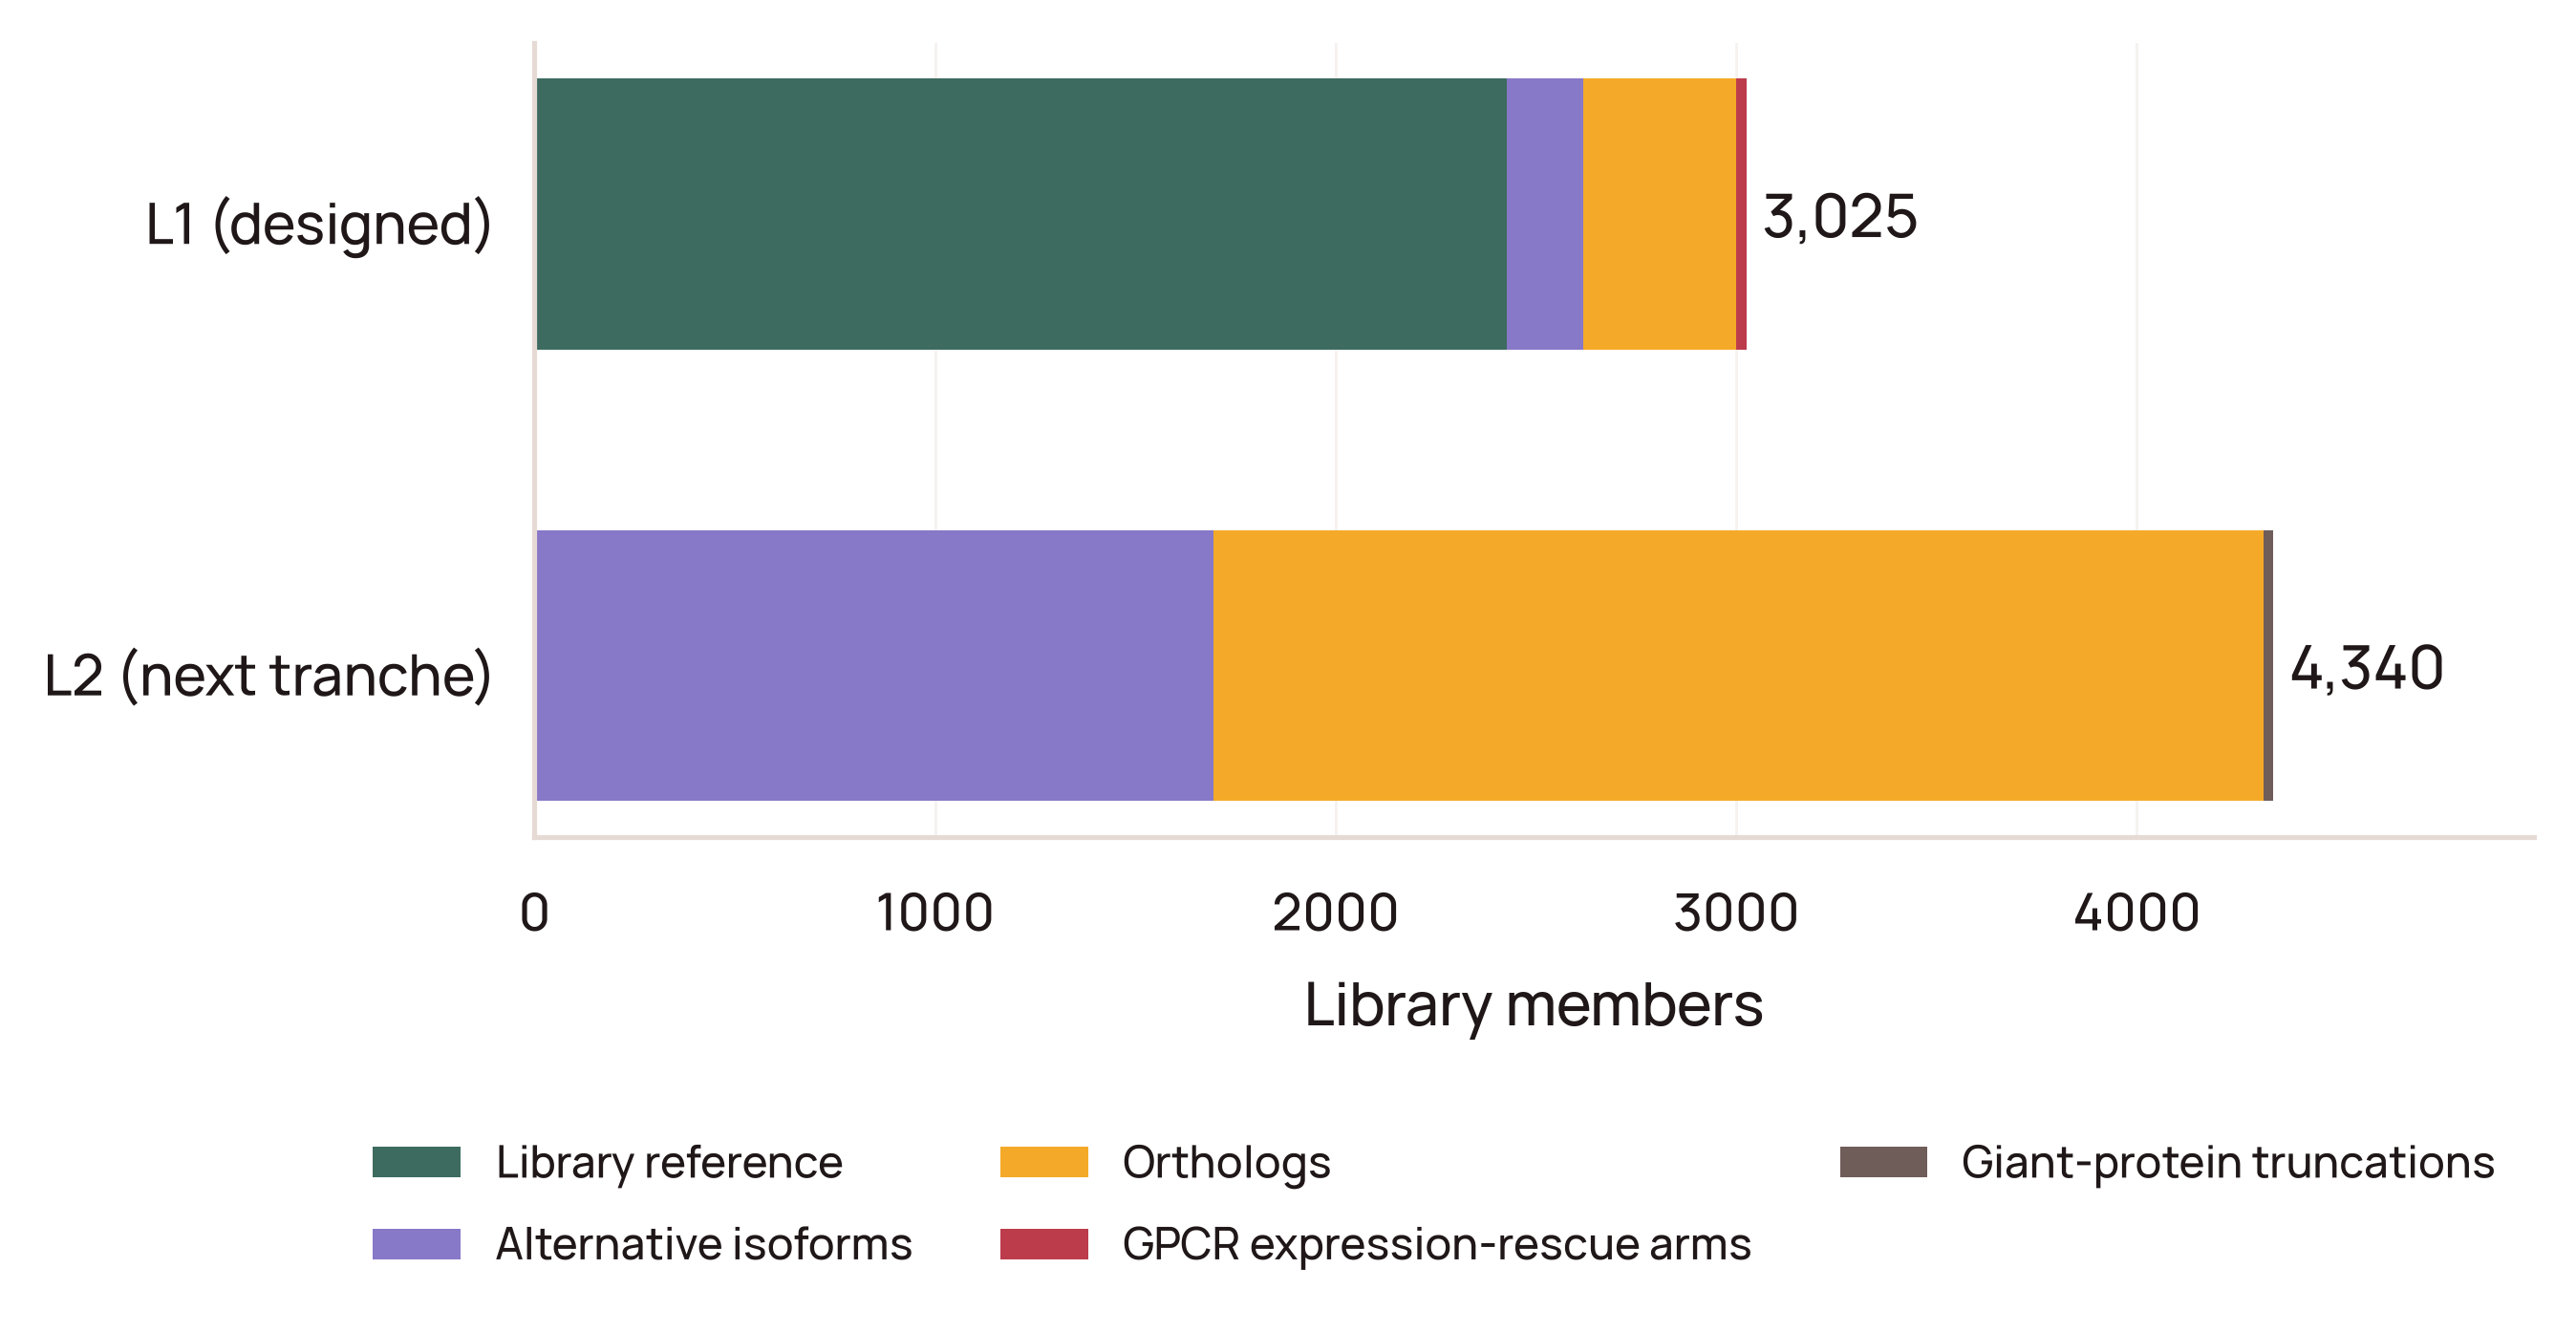 L1 (designed)
3,025
L2 (next tranche)
4,340
0 1000 2000 3000 4000
Library members
Library reference
Alternative isoforms
Orthologs
GPCR expression-rescue arms
Giant-protein truncations